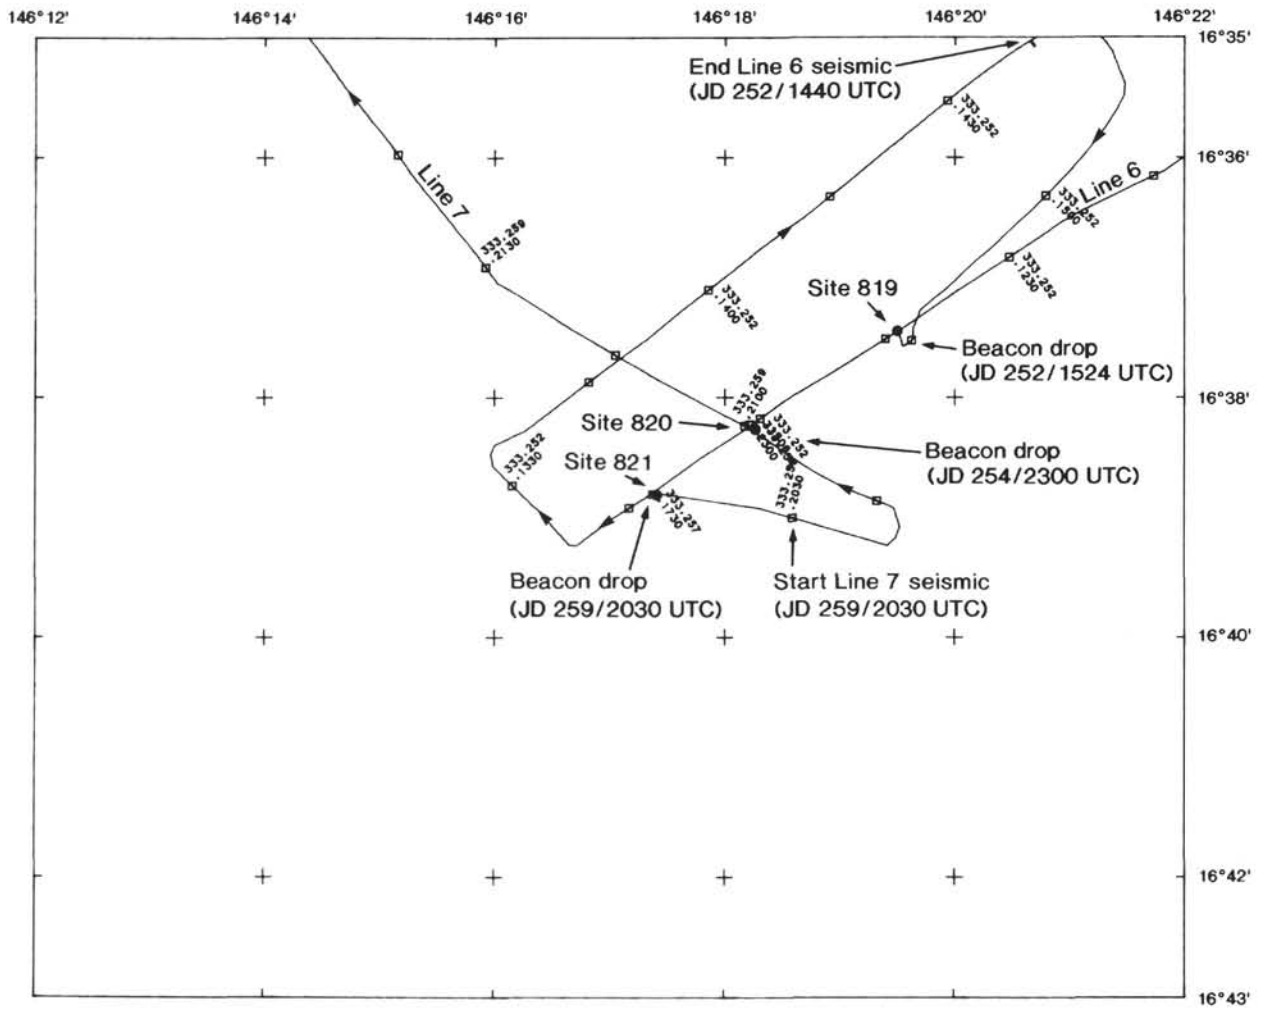 146°12' 146°14' 146°16' 146°18' 146°20' 146°22'
16°35'
End Line 6 seismic
(JD 252/1440 UTC)
333.252
.1430
16°36'
Line 7
Line 6
333.252
.1500
333.259
.2130
333.252
.1230
Site 819
333.252
.1400
Beacon drop
(JD 252/1524 UTC)
333.259
.2100
16°38'
Site 820
333.252
Beacon drop
(JD 254/2300 UTC)
333.252
.1330
Site 821
.2030
333.257
.1730
Beacon drop
(JD 259/2030 UTC)
Start Line 7 seismic
(JD 259/2030 UTC)
16°40'
16°42'
16°43'